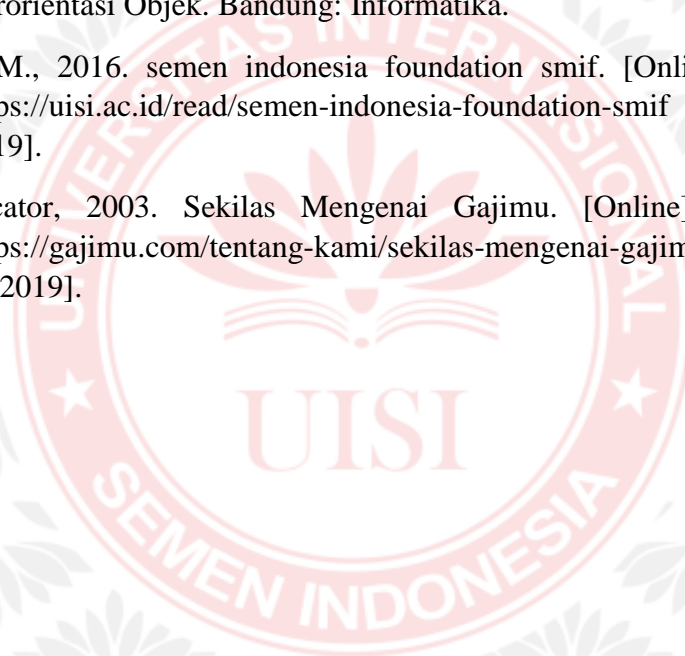 rorientasi Objek. Bandung: Informatika.
M., 2016. semen indonesia foundation smif. [Onli
ps://uisi.ac.id/read/semen-indonesia-foundation-smif
19].
cator, 2003. Sekilas Mengenai Gajimu. [Online]
ps://gajimu.com/tentang-kami/sekilas-mengenai-gajim
2019].
UNIVERSITAS INTERNASIONAL
UISI
SEMEN INDONESIA